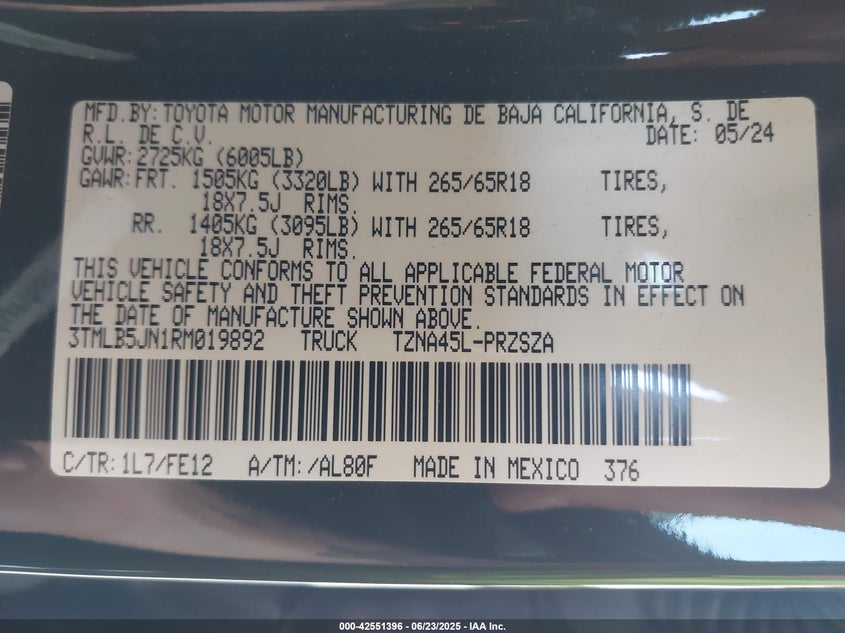 MFD.BY: TOYOTA MOTOR MANUFACTURING DE BAJA CALIFORNIA, S. DE
R.L. DE C.V. DATE: 05/24
GVWR: 2725KG (6005LB)
GAWR: FRT. 1505KG (3320LB) WITH 265/65R18 TIRES,
18X7.5J RIMS.
RR. 1405KG (3095LB) WITH 265/65R18 TIRES,
18X7.5J RIMS.
THIS VEHICLE CONFORMS TO ALL APPLICABLE FEDERAL MOTOR
VEHICLE SAFETY AND THEFT PREVENTION STANDARDS IN EFFECT ON
THE DATE OF MANUFACTURE SHOWN ABOVE.
3TMLB5JN1RM019892 TRUCK TZNA45L-PRZSZA
C/TR: 1L7/FE12 A/TM: /AL80F MADE IN MEXICO 376
000-42551396 - 06/23/2025 - IAA Inc.